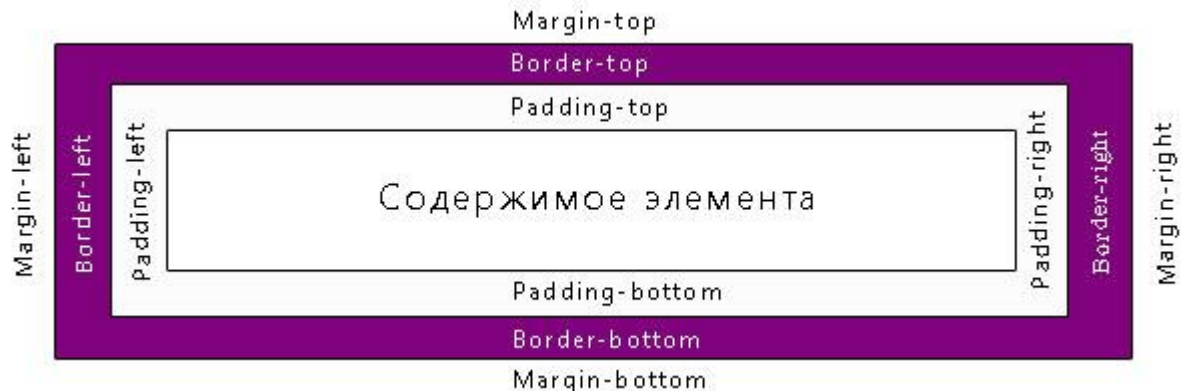 Margin-top
Border-top
Padding-top
Margin-left
Border-left
Padding-left
Содержимое элемента
Padding-right
Border-right
Margin-right
Padding-bottom
Border-bottom
Margin-bottom